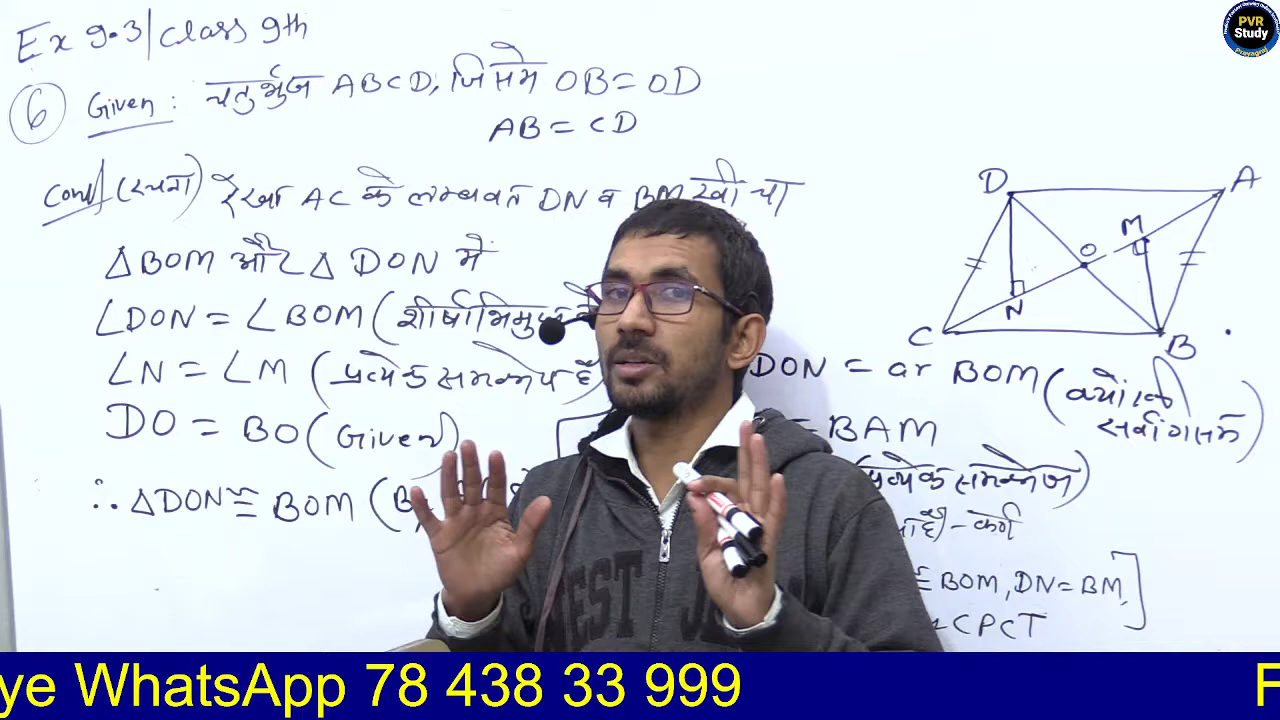 Ex 9.3 | Class 9th
6 Given : चतुर्भुज ABCD, जिसमें OB = OD
AB = CD
Const (रचना) रेखा AC के लम्बवत DN व BM खींचा
Δ BOM और Δ DON में
∠DON = ∠BOM (
∠N = ∠M (प्रत्येक समकोण है)
DO = BO (Given)
∴ ΔDON ≅ BOM (
D
A
M
O
N
C
B
DON = ar BOM (क्योंकि
सर्वांगसम
= BAM
प्रत्येक समकोण)
- कर्ण
≅ BOM, DN = BM,
CPCT
PVR
Study
Prayagraj
ye WhatsApp 78 438 33 999
F